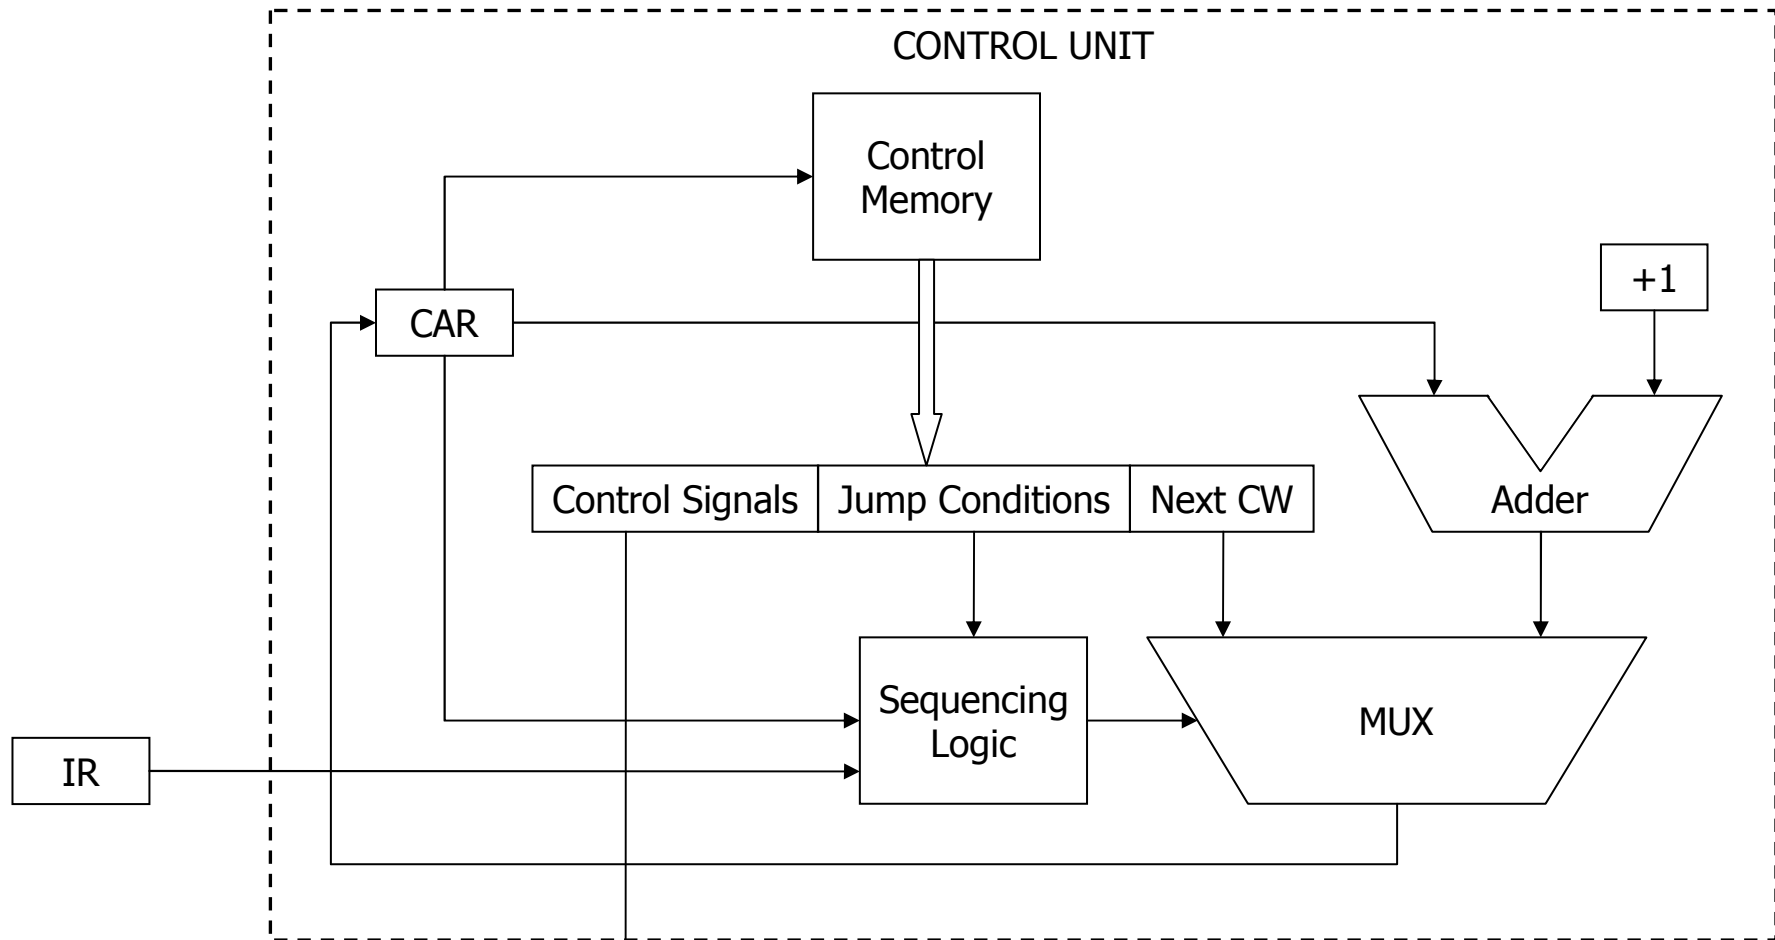 CONTROL UNIT
Control
Memory
+1
CAR
Control Signals
Jump Conditions
Next CW
Adder
Sequencing
Logic
MUX
IR